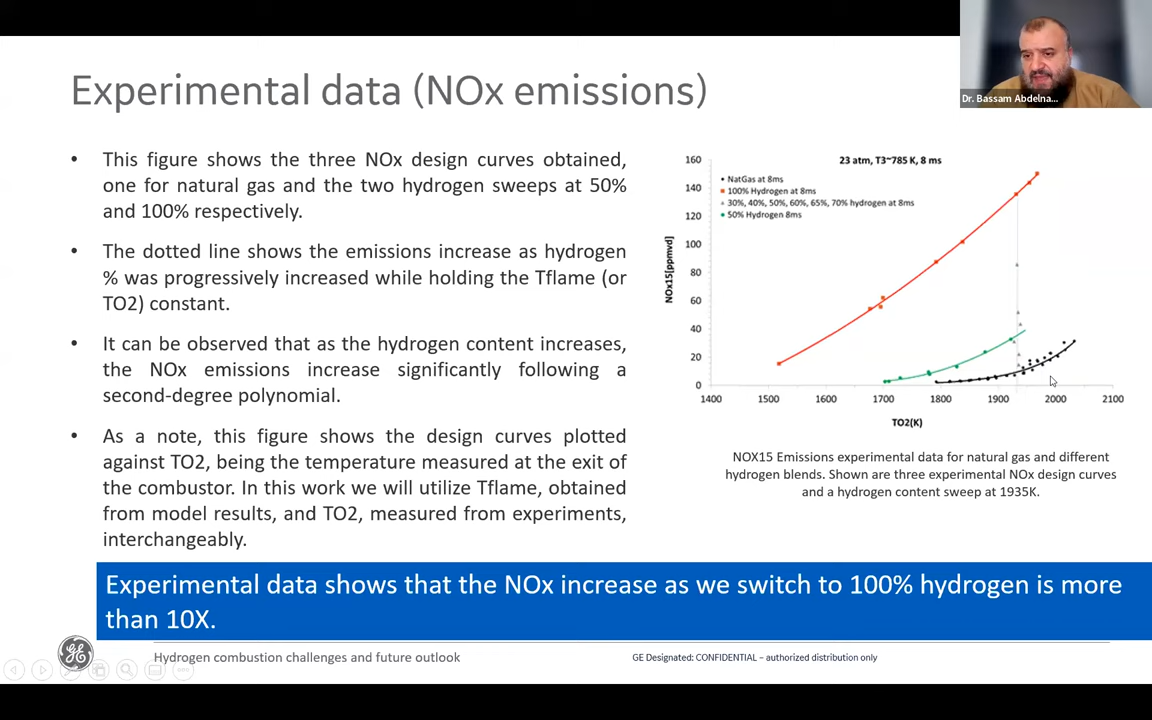 Experimental data (NOx emissions)
Dr. Bassam Abdelna...
• This figure shows the three NOx design curves obtained,
one for natural gas and the two hydrogen sweeps at 50%
and 100% respectively.
• The dotted line shows the emissions increase as hydrogen
% was progressively increased while holding the Tflame (or
TO2) constant.
• It can be observed that as the hydrogen content increases,
the NOx emissions increase significantly following a
second-degree polynomial.
• As a note, this figure shows the design curves plotted
against TO2, being the temperature measured at the exit of
the combustor. In this work we will utilize Tflame, obtained
from model results, and TO2, measured from experiments,
interchangeably.
23 atm, T3~785 K, 8 ms
NatGas at 8ms
100% Hydrogen at 8ms
30%, 40%, 50%, 60%, 65%, 70% hydrogen at 8ms
50% Hydrogen 8ms
NOx15[ppmvd]
160
140
120
100
80
60
40
20
0
1400 1500 1600 1700 1800 1900 2000 2100
TO2(K)
NOX15 Emissions experimental data for natural gas and different
hydrogen blends. Shown are three experimental NOx design curves
and a hydrogen content sweep at 1935K.
Experimental data shows that the NOx increase as we switch to 100% hydrogen is more
than 10X.
GE
Hydrogen combustion challenges and future outlook
GE Designated: CONFIDENTIAL – authorized distribution only